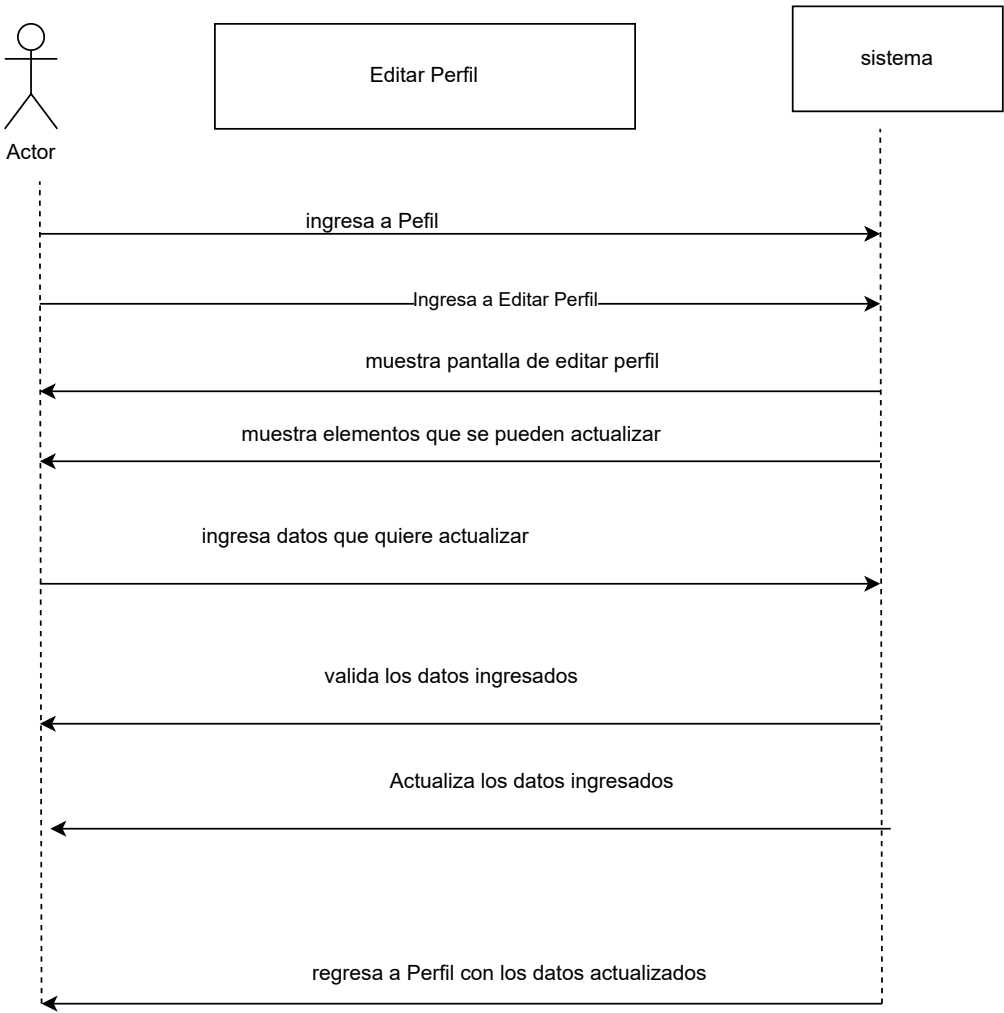 Editar Perfil
sistema
Actor
ingresa a Pefil
Ingresa a Editar Perfil
muestra pantalla de editar perfil
muestra elementos que se pueden actualizar
ingresa datos que quiere actualizar
valida los datos ingresados
Actualiza los datos ingresados
regresa a Perfil con los datos actualizados